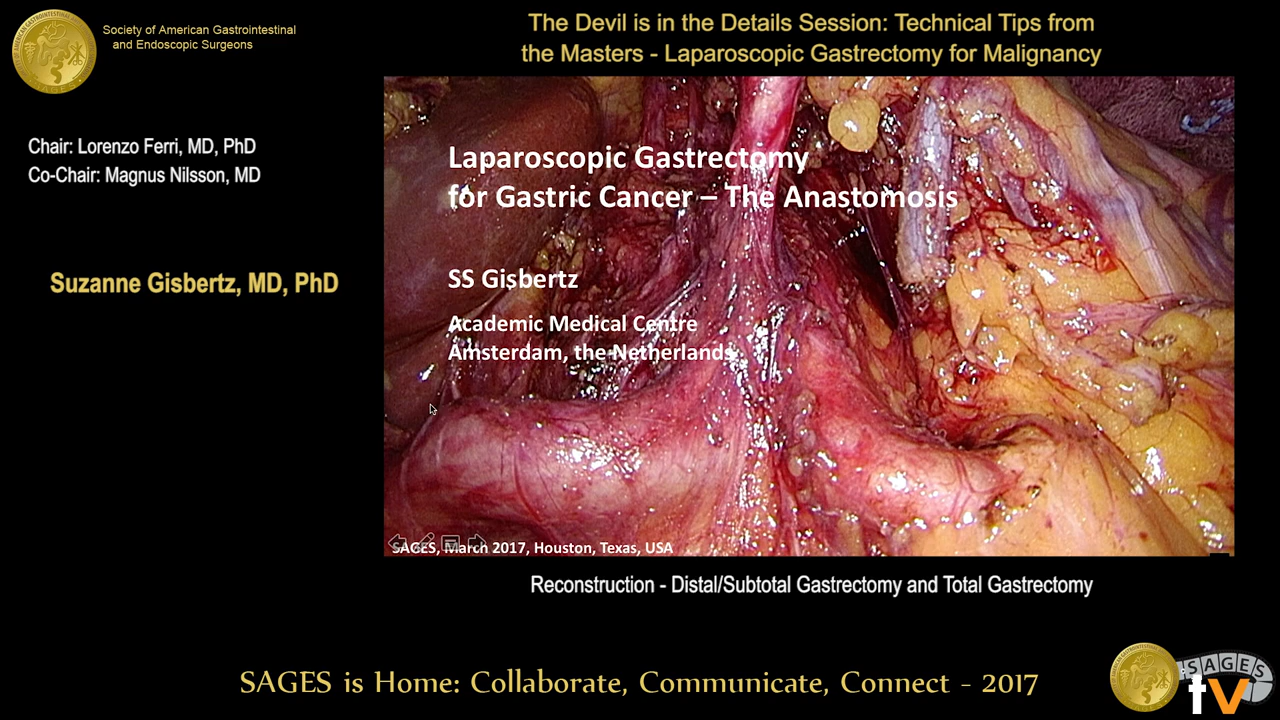 Society of American Gastrointestinal
and Endoscopic Surgeons
The Devil is in the Details Session: Technical Tips from
the Masters - Laparoscopic Gastrectomy for Malignancy
Chair: Lorenzo Ferri, MD, PhD
Co-Chair: Magnus Nilsson, MD
Suzanne Gisbertz, MD, PhD
Laparoscopic Gastrectomy
for Gastric Cancer – The Anastomosis
SS Gisbertz
Academic Medical Centre
Amsterdam, the Netherlands
SAGES, March 2017, Houston, Texas, USA
Reconstruction - Distal/Subtotal Gastrectomy and Total Gastrectomy
SAGES is Home: Collaborate, Communicate, Connect - 2017
SAGES
tv